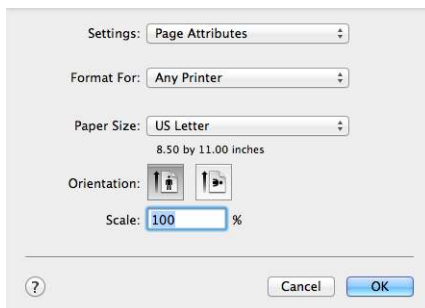 Settings: Page Attributes
Format For: Any Printer
Paper Size: US Letter
8.50 by 11.00 inches
Orientation:
Scale: 100 %
? Cancel OK